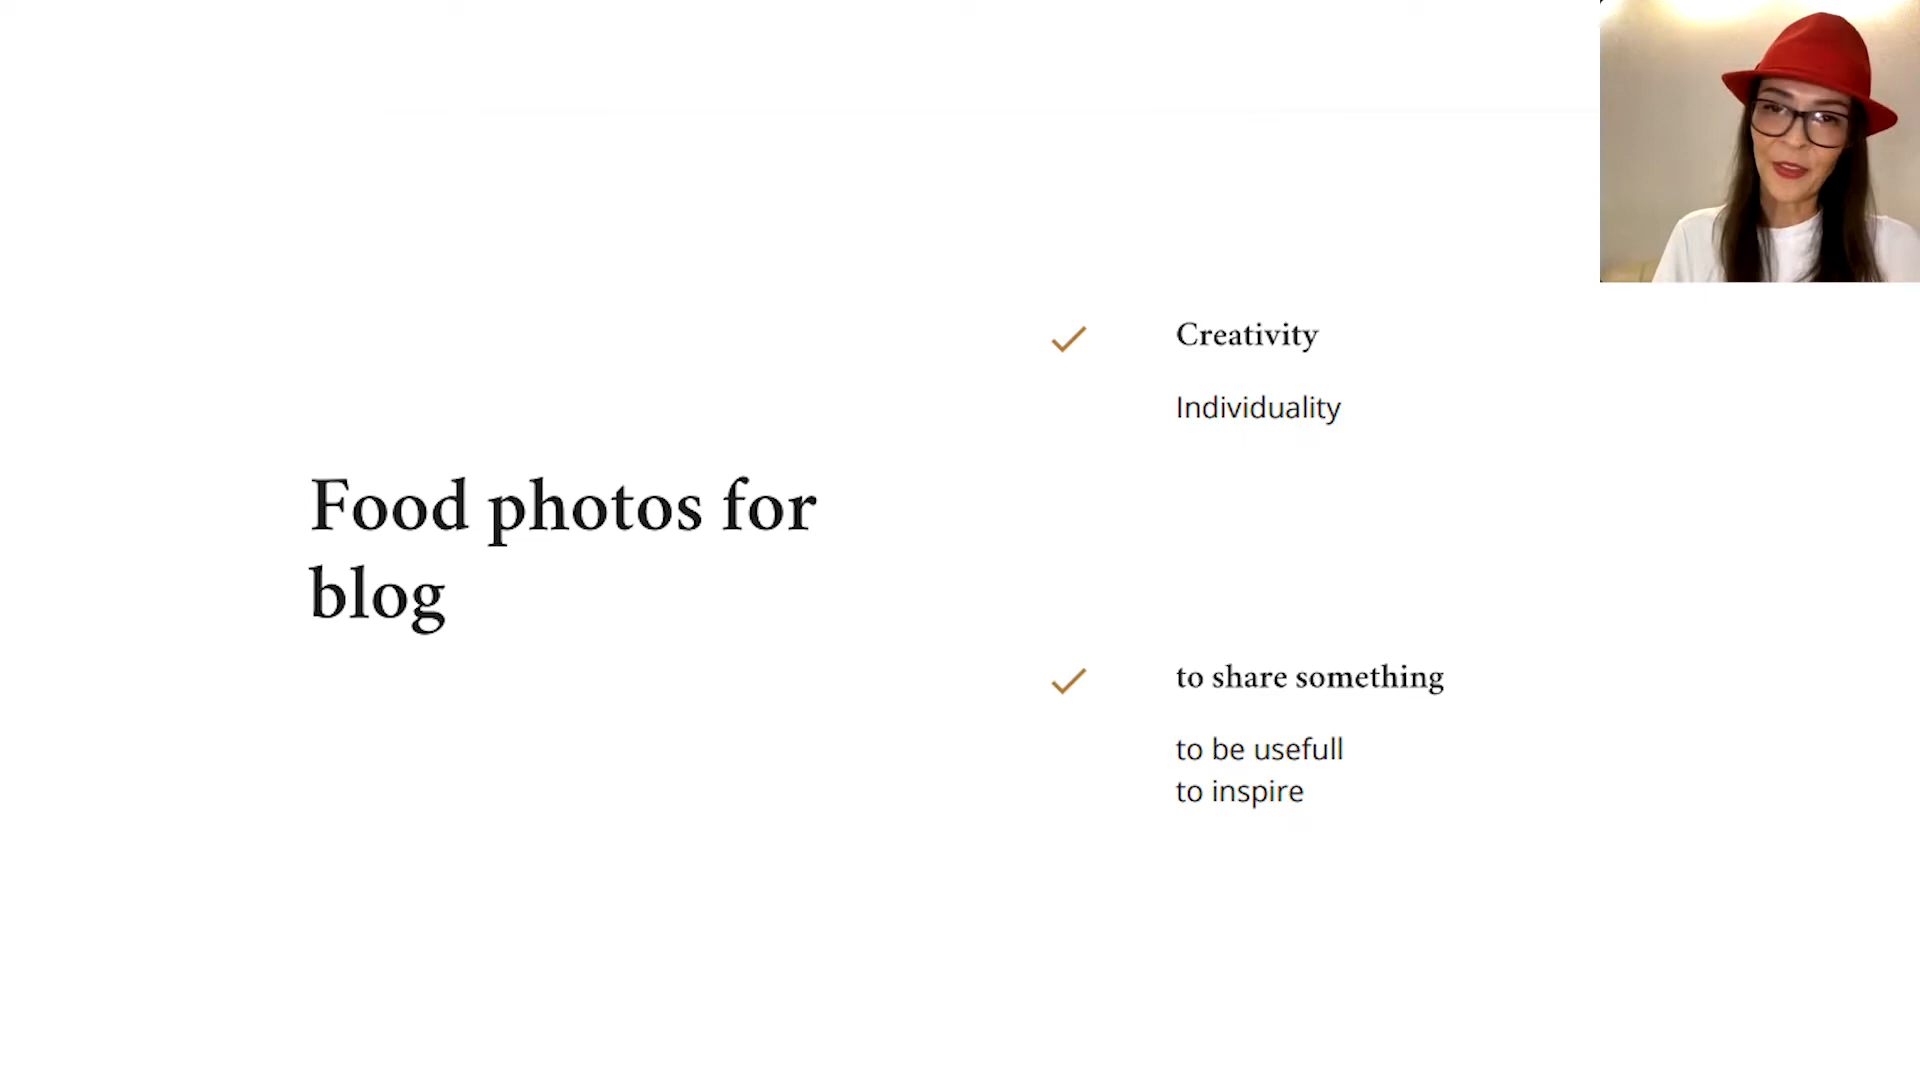 Food photos for
blog
Creativity
Individuality
to share something
to be usefull
to inspire